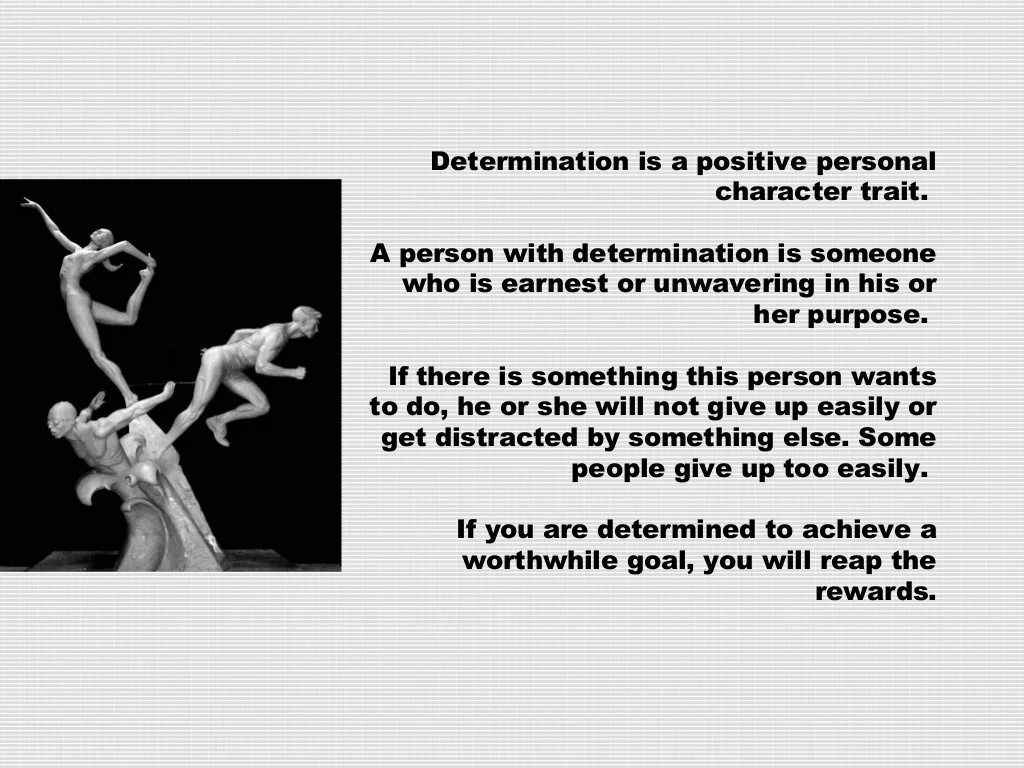 Determination is a positive personal
character trait.
A person with determination is someone
who is earnest or unwavering in his or
her purpose.
If there is something this person wants
to do, he or she will not give up easily or
get distracted by something else. Some
people give up too easily.
If you are determined to achieve a
worthwhile goal, you will reap the
rewards.